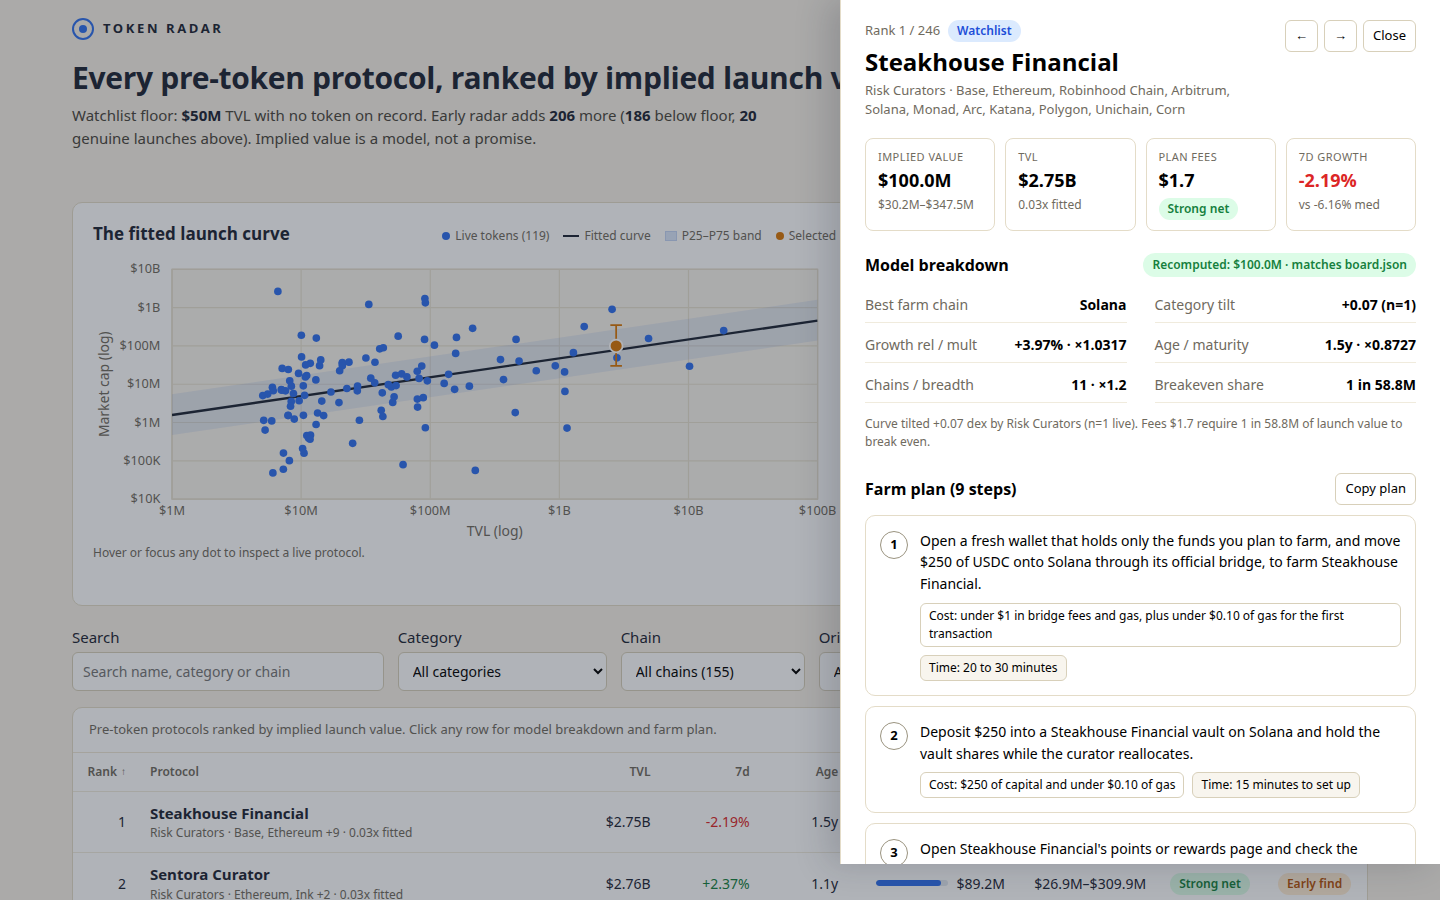 TOKEN RADAR
Every pre-token protocol, ranked by implied launch v
Watchlist floor: $50M TVL with no token on record. Early radar adds 206 more (186 below floor, 20
genuine launches above). Implied value is a model, not a promise.
The fitted launch curve
Live tokens (119)
Fitted curve
P25–P75 band
Selected
$10B
$1B
$100M
$10M
$1M
$100K
$10K
Market cap (log)
$1M
$10M
$100M
$1B
$10B
$100B
TVL (log)
Hover or focus any dot to inspect a live protocol.
Search
Category
Chain
Ori
Search name, category or chain
All categories
All chains (155)
A
Pre-token protocols ranked by implied launch value. Click any row for model breakdown and farm plan.
Rank ↑
Protocol
TVL
7d
Age
1
Steakhouse Financial
Risk Curators · Base, Ethereum +9 · 0.03x fitted
$2.75B
-2.19%
1.5y
2
Sentora Curator
Risk Curators · Ethereum, Ink +2 · 0.03x fitted
$2.76B
+2.37%
1.1y
$89.2M
$26.9M–$309.9M
Strong net
Early find
Rank 1 / 246
Watchlist
←
→
Close
Steakhouse Financial
Risk Curators · Base, Ethereum, Robinhood Chain, Arbitrum,
Solana, Monad, Arc, Katana, Polygon, Unichain, Corn
IMPLIED VALUE
$100.0M
$30.2M–$347.5M
TVL
$2.75B
0.03x fitted
PLAN FEES
$1.7
Strong net
7D GROWTH
-2.19%
vs -6.16% med
Model breakdown
Recomputed: $100.0M · matches board.json
Best farm chain
Solana
Category tilt
+0.07 (n=1)
Growth rel / mult
+3.97% · ×1.0317
Age / maturity
1.5y · ×0.8727
Chains / breadth
11 · ×1.2
Breakeven share
1 in 58.8M
Curve tilted +0.07 dex by Risk Curators (n=1 live). Fees $1.7 require 1 in 58.8M of launch value to
break even.
Farm plan (9 steps)
Copy plan
1
Open a fresh wallet that holds only the funds you plan to farm, and move
$250 of USDC onto Solana through its official bridge, to farm Steakhouse
Financial.
Cost: under $1 in bridge fees and gas, plus under $0.10 of gas for the first
transaction
Time: 20 to 30 minutes
2
Deposit $250 into a Steakhouse Financial vault on Solana and hold the
vault shares while the curator reallocates.
Cost: $250 of capital and under $0.10 of gas
Time: 15 minutes to set up
3
Open Steakhouse Financial's points or rewards page and check the